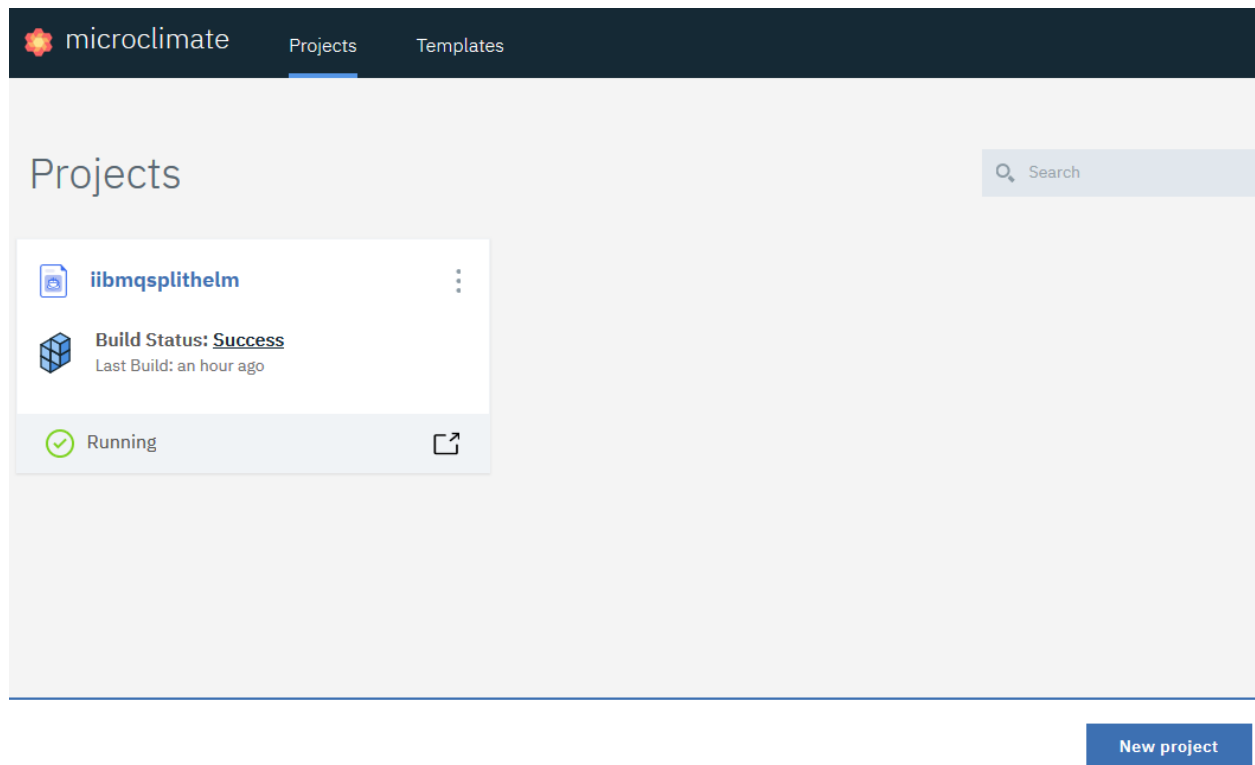 microclimate Projects Templates
Projects
Search
iibmqsplithelm
Build Status: Success
Last Build: an hour ago
Running
New project